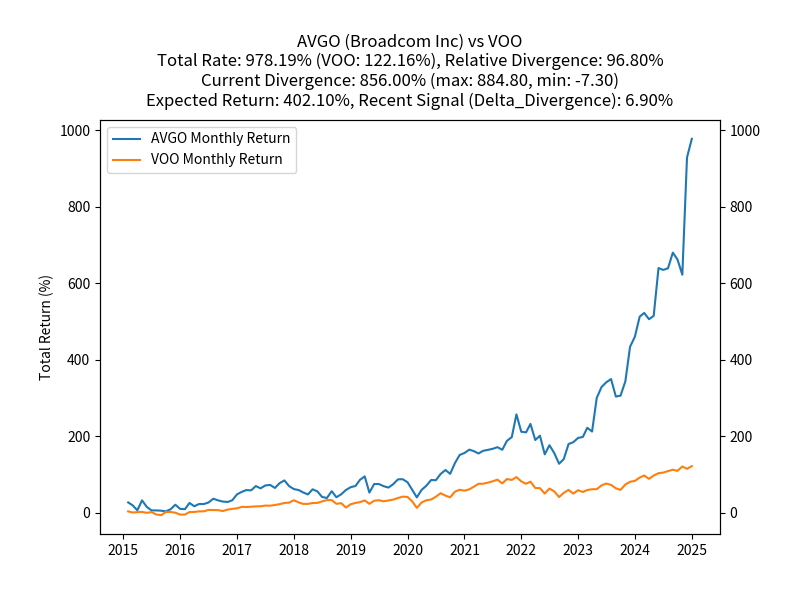 AVGO (Broadcom Inc) vs VOO
Total Rate: 978.19% (VOO: 122.16%), Relative Divergence: 96.80%
Current Divergence: 856.00% (max: 884.80, min: -7.30)
Expected Return: 402.10%, Recent Signal (Delta_Divergence): 6.90%
AVGO Monthly Return
VOO Monthly Return
Total Return (%)
1000 1000
800 800
600 600
400 400
200 200
0 0
2015 2016 2017 2018 2019 2020 2021 2022 2023 2024 2025